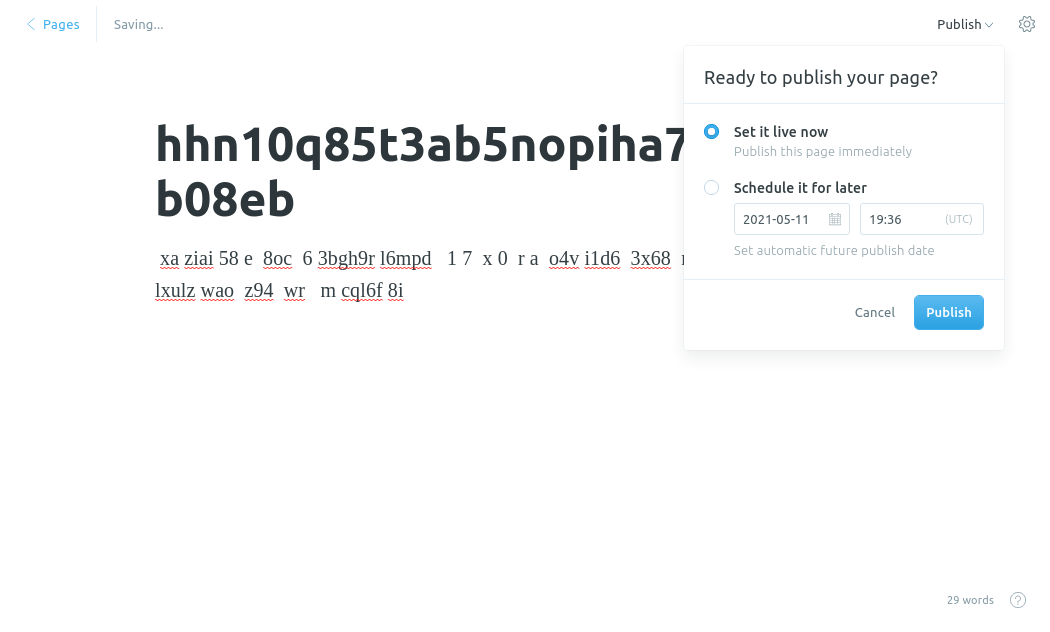 Pages
Saving...
Publish
Ready to publish your page?
Set it live now
Publish this page immediately
Schedule it for later
2021-05-11
19:36
(UTC)
Set automatic future publish date
Cancel
Publish
hhn10q85t3ab5nopiha7
b08eb
xa ziai 58 e 8oc 6 3bgh9r l6mpd 1 7 x 0 r a o4v i1d6 3x68
lxulz wao z94 wr m cql6f 8i
29 words
?